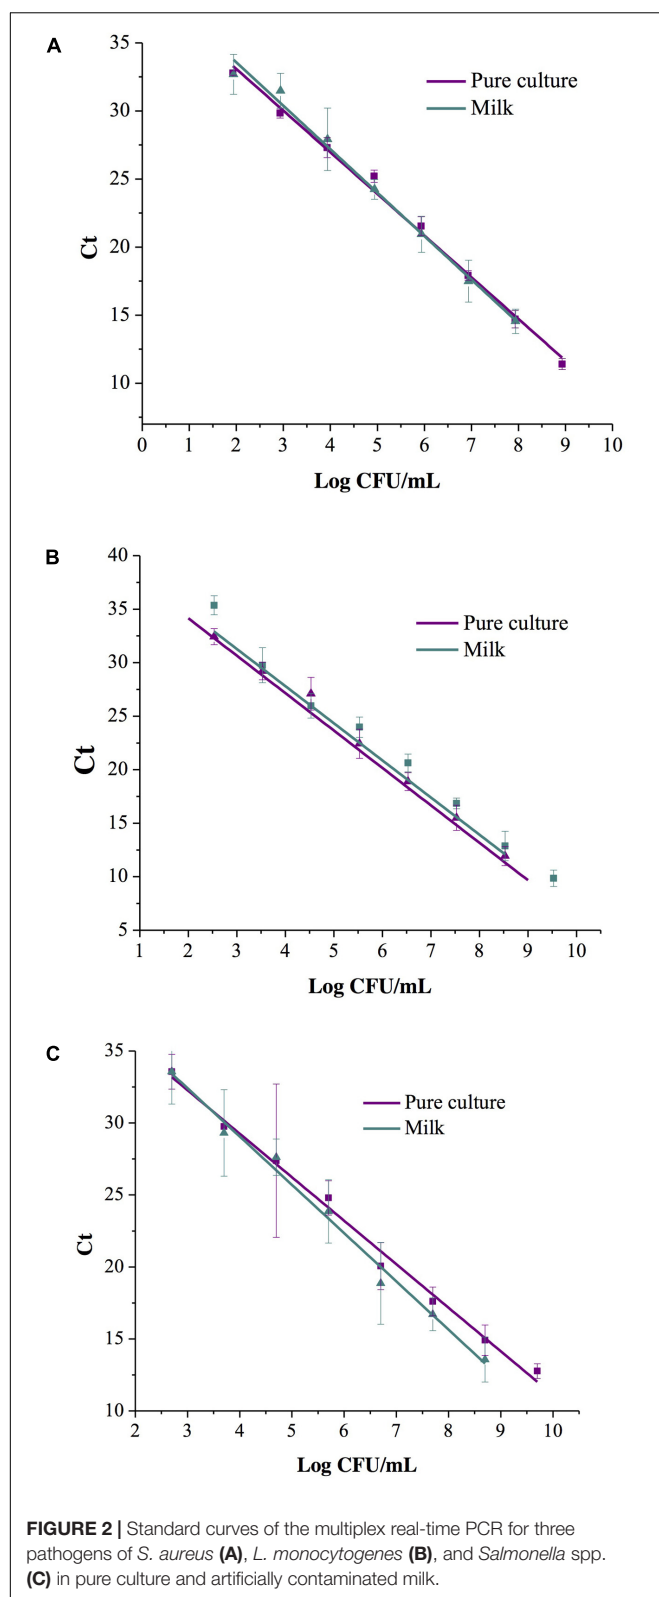 A
35
30
25
20
15
10
Ct
Pure culture
Milk
0 1 2 3 4 5 6 7 8 9 10
Log CFU/mL
B
40
35
30
25
20
15
10
5
Ct
Pure culture
Milk
1 2 3 4 5 6 7 8 9 10
Log CFU/mL
C
35
30
25
20
15
10
Ct
Pure culture
Milk
2 3 4 5 6 7 8 9 10
Log CFU/mL
FIGURE 2 | Standard curves of the multiplex real-time PCR for three
pathogens of S. aureus (A), L. monocytogenes (B), and Salmonella spp.
(C) in pure culture and artificially contaminated milk.